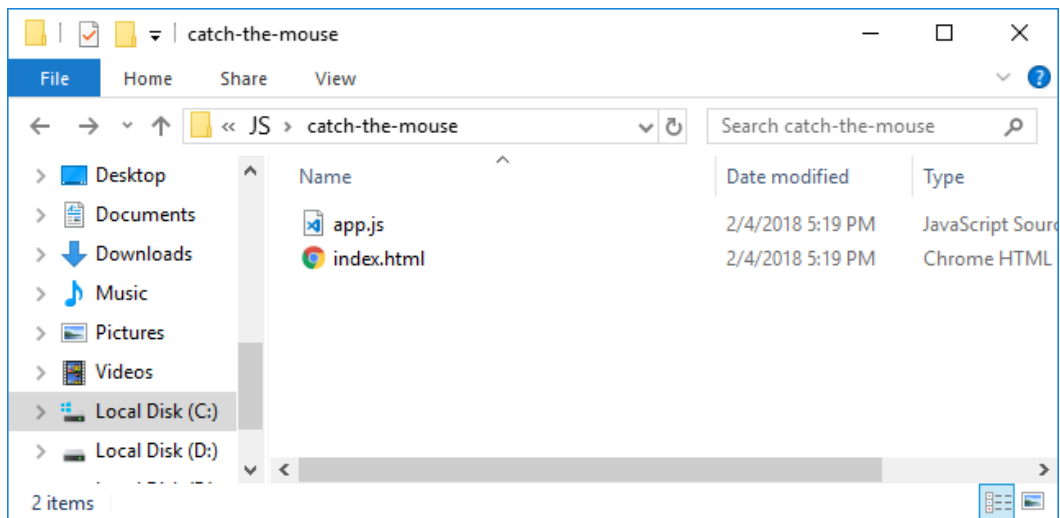 catch-the-mouse
File Home Share View
« JS > catch-the-mouse Search catch-the-mouse
Desktop
Documents
Downloads
Music
Pictures
Videos
Local Disk (C:)
Local Disk (D:)
Name Date modified Type
app.js 2/4/2018 5:19 PM JavaScript Sour
index.html 2/4/2018 5:19 PM Chrome HTML
2 items